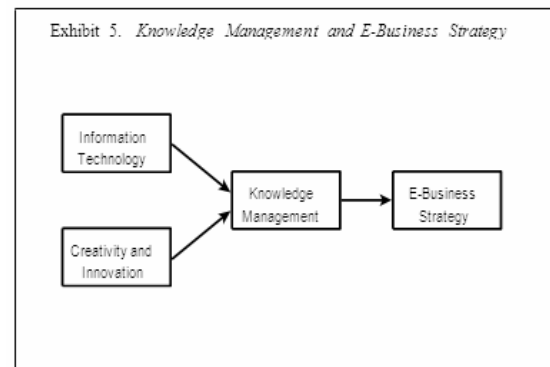 Exhibit 5. Knowledge Management and E-Business Strategy
Information
Technology
Knowledge
Management
E-Business
Strategy
Creativity and
Innovation